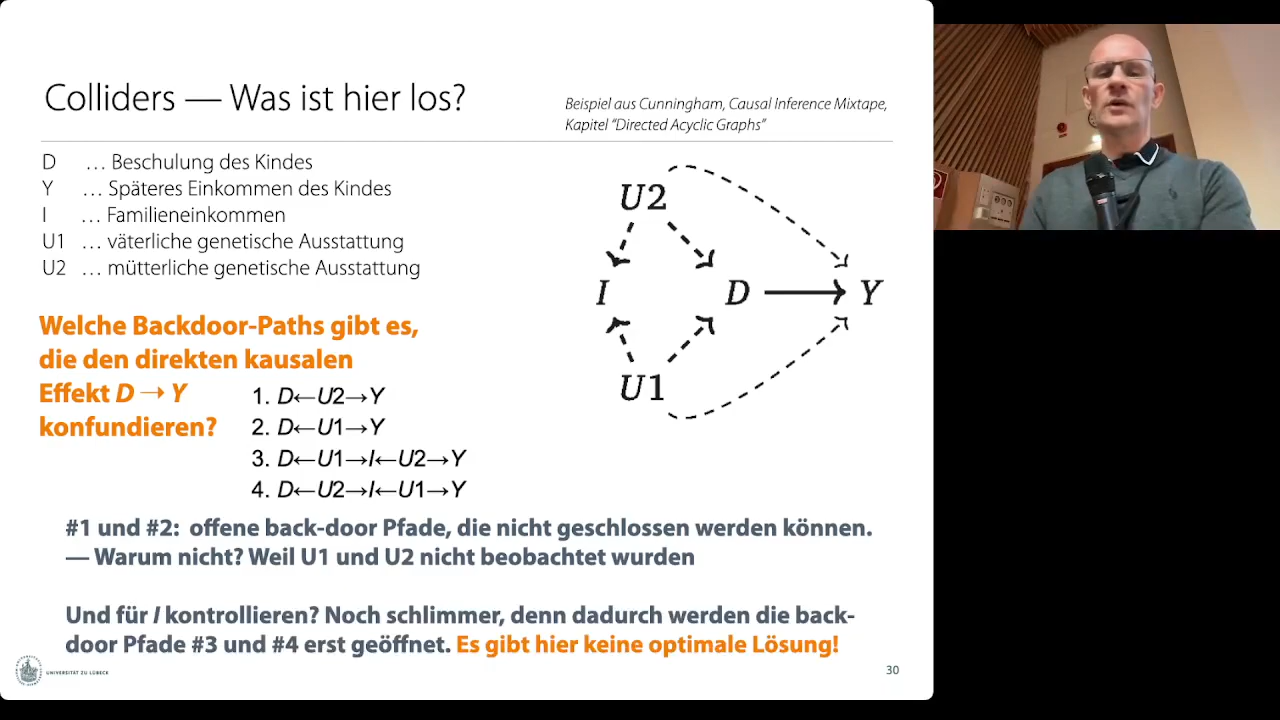 Colliders — Was ist hier los?
Beispiel aus Cunningham, Causal Inference Mixtape,
Kapitel "Directed Acyclic Graphs"
D … Beschulung des Kindes
Y … Späteres Einkommen des Kindes
I … Familieneinkommen
U1 … väterliche genetische Ausstattung
U2 … mütterliche genetische Ausstattung
U2
I D Y
U1
Welche Backdoor-Paths gibt es,
die den direkten kausalen
Effekt D → Y
konfundieren?
1. D←U2→Y
2. D←U1→Y
3. D←U1→I←U2→Y
4. D←U2→I←U1→Y
#1 und #2: offene back-door Pfade, die nicht geschlossen werden können.
— Warum nicht? Weil U1 und U2 nicht beobachtet wurden
Und für I kontrollieren? Noch schlimmer, denn dadurch werden die back-
door Pfade #3 und #4 erst geöffnet. Es gibt hier keine optimale Lösung!
UNIVERSITÄT ZU LÜBECK
30